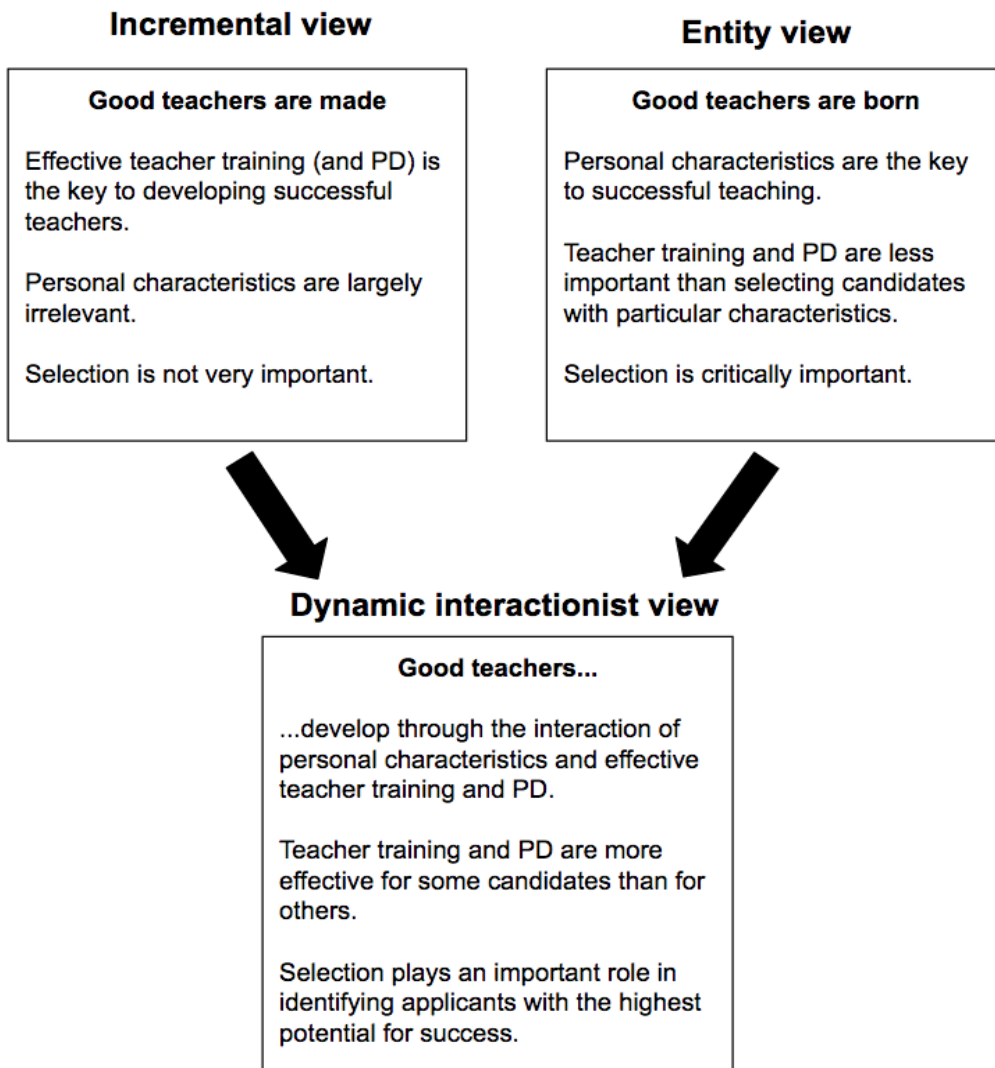 Incremental view
Good teachers are made
Effective teacher training (and PD) is
the key to developing successful
teachers.
Personal characteristics are largely
irrelevant.
Selection is not very important.
Entity view
Good teachers are born
Personal characteristics are the key
to successful teaching.
Teacher training and PD are less
important than selecting candidates
with particular characteristics.
Selection is critically important.
Dynamic interactionist view
Good teachers...
...develop through the interaction of
personal characteristics and effective
teacher training and PD.
Teacher training and PD are more
effective for some candidates than for
others.
Selection plays an important role in
identifying applicants with the highest
potential for success.